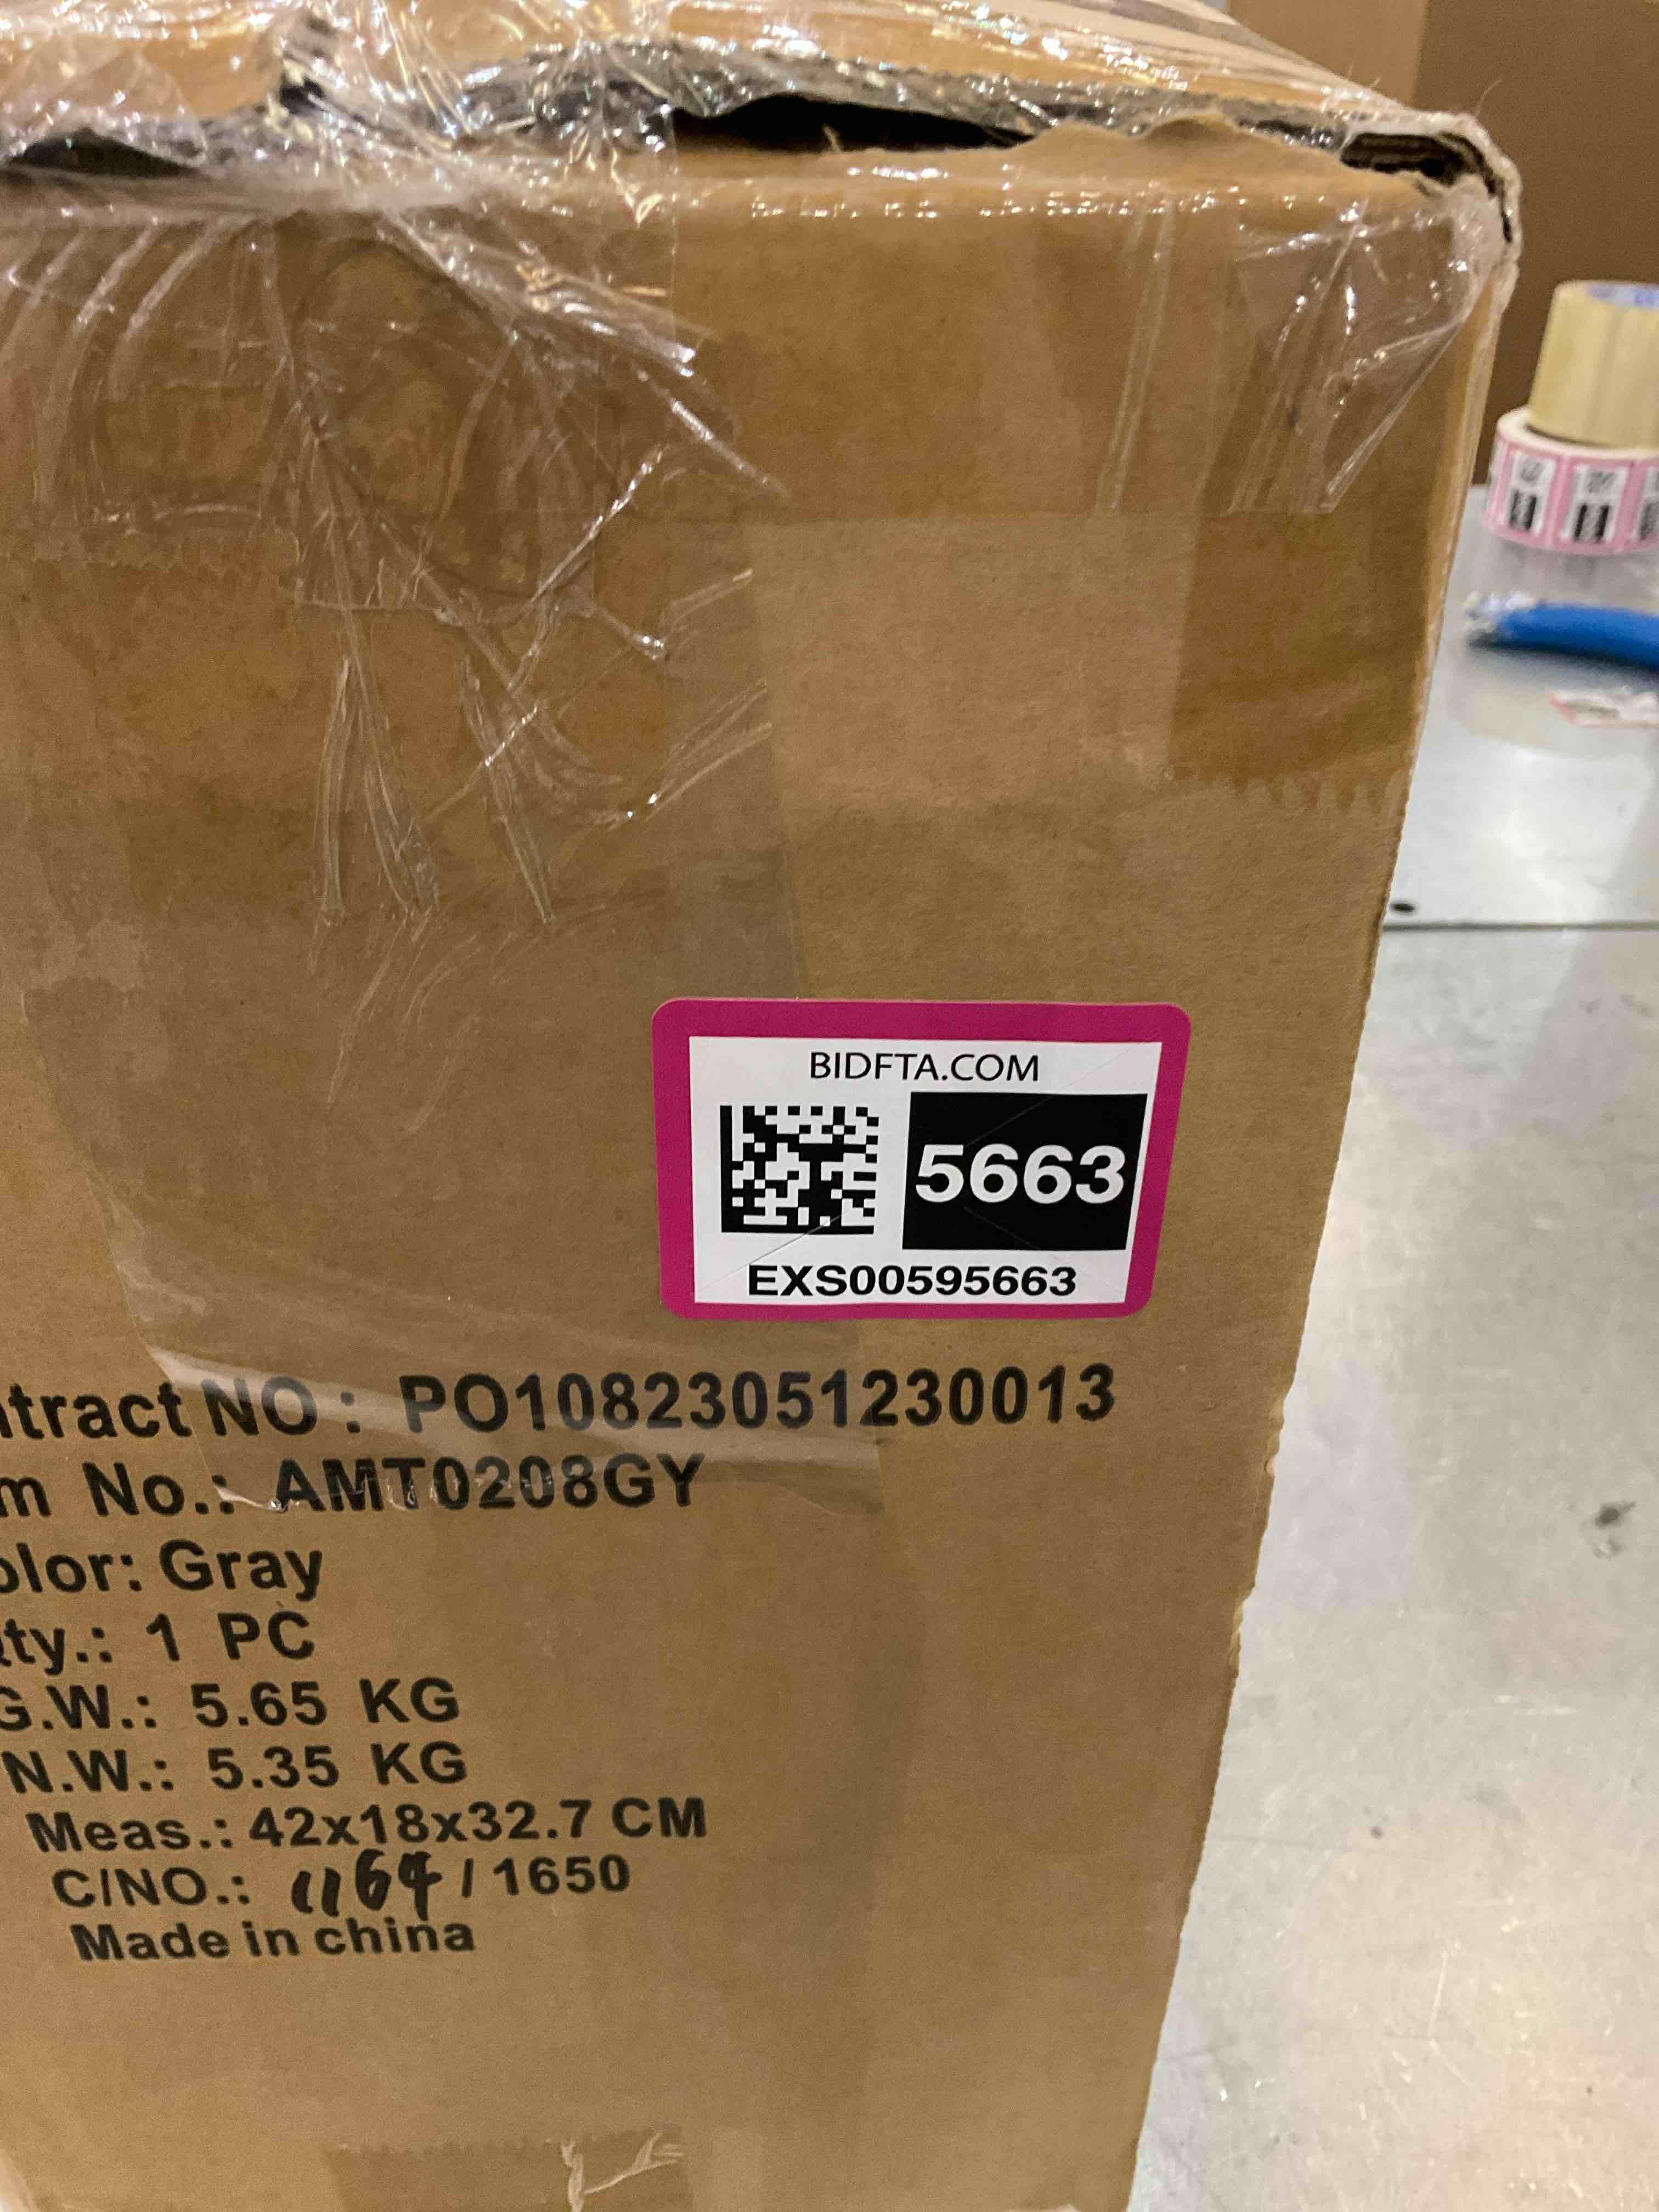 BIDFTA.COM
5663
EXS00595663
ntract NO : PO10823051230013
m No.: AMT0208GY
olor: Gray
ty.: 1 PC
G.W.: 5.65 KG
N.W.: 5.35 KG
Meas.: 42x18x32.7 CM
C/NO.: 1164 / 1650
Made in china